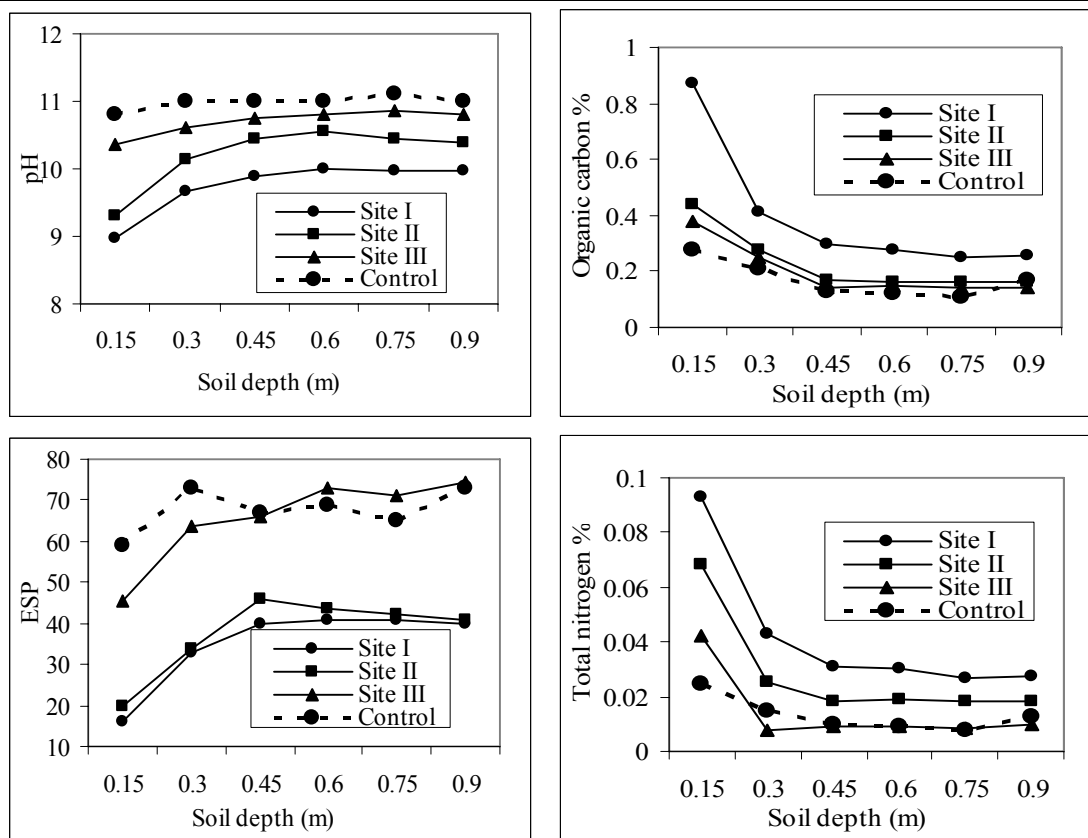 12
11
10
9
8
pH
Site I
Site II
Site III
Control
0.15 0.3 0.45 0.6 0.75 0.9
Soil depth (m)
1
0.8
0.6
0.4
0.2
0
Organic carbon %
Site I
Site II
Site III
Control
0.15 0.3 0.45 0.6 0.75 0.9
Soil depth (m)
80
70
60
50
40
30
20
10
ESP
Site I
Site II
Site III
Control
0.15 0.3 0.45 0.6 0.75 0.9
Soil depth (m)
0.1
0.08
0.06
0.04
0.02
0
Total nitrogen %
Site I
Site II
Site III
Control
0.15 0.3 0.45 0.6 0.75 0.9
Soil depth (m)